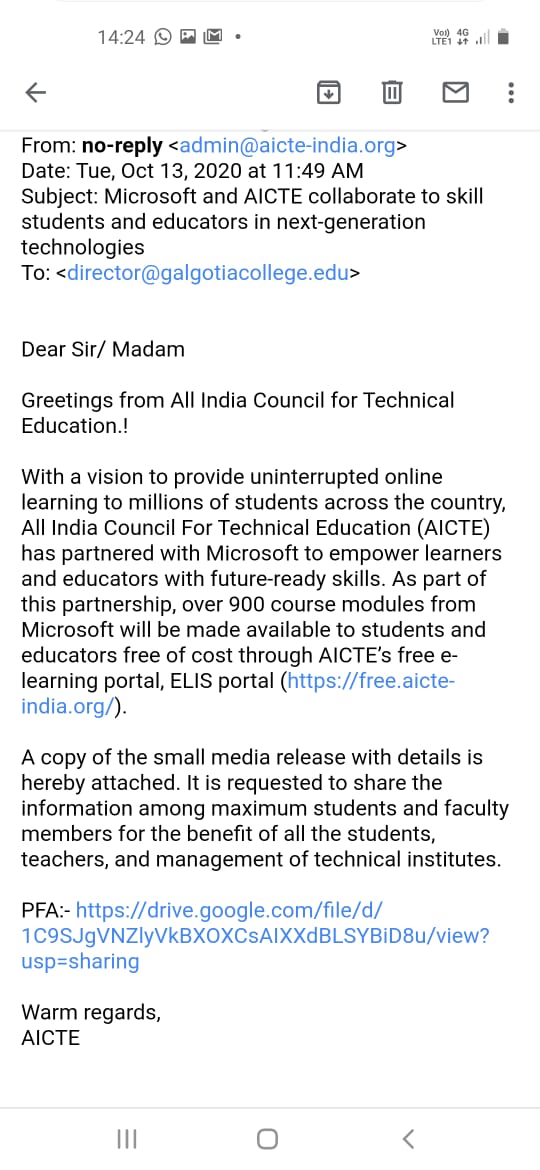 14:24
Vo)) 4G
LTE1
From: no-reply <admin@aicte-india.org>
Date: Tue, Oct 13, 2020 at 11:49 AM
Subject: Microsoft and AICTE collaborate to skill
students and educators in next-generation
technologies
To: <director@galgotiacollege.edu>
Dear Sir/ Madam
Greetings from All India Council for Technical
Education.!
With a vision to provide uninterrupted online
learning to millions of students across the country,
All India Council For Technical Education (AICTE)
has partnered with Microsoft to empower learners
and educators with future-ready skills. As part of
this partnership, over 900 course modules from
Microsoft will be made available to students and
educators free of cost through AICTE’s free e-
learning portal, ELIS portal (https://free.aicte-
india.org/).
A copy of the small media release with details is
hereby attached. It is requested to share the
information among maximum students and faculty
members for the benefit of all the students,
teachers, and management of technical institutes.
PFA:- https://drive.google.com/file/d/
1C9SJgVNZlyVkBXOXCsAIXXdBLSYBiD8u/view?
usp=sharing
Warm regards,
AICTE